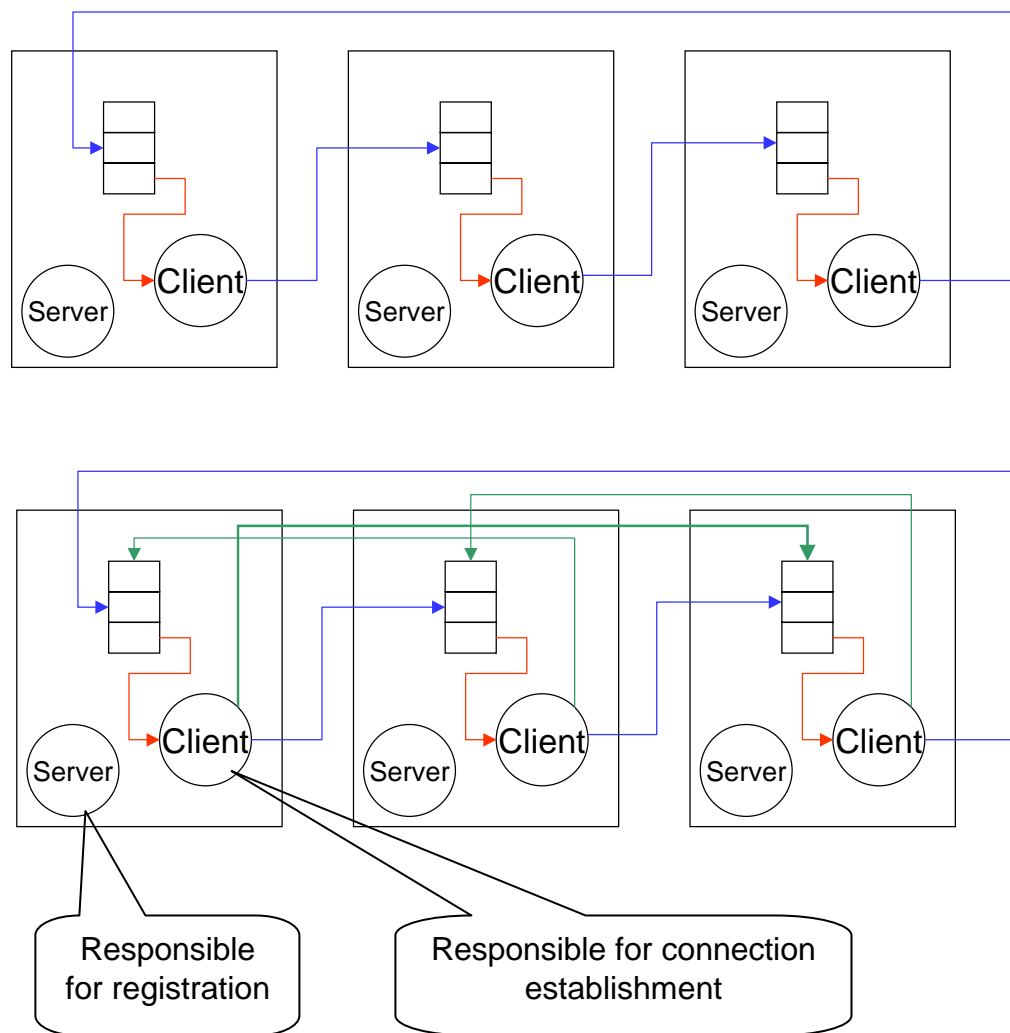 Client
Client
Client
Server
Server
Server
Client
Client
Client
Server
Server
Server
Responsible
for registration
Responsible for connection
establishment